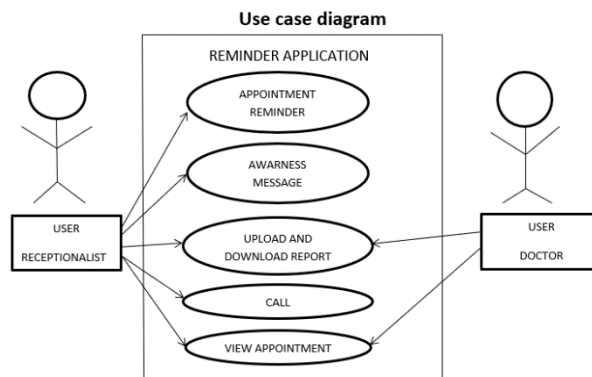 Use case diagram
REMINDER APPLICATION
APPOINTMENT
REMINDER
AWARNESS
MESSAGE
USER
RECEPTIONALIST
UPLOAD AND
DOWNLOAD REPORT
USER
DOCTOR
CALL
VIEW APPOINTMENT